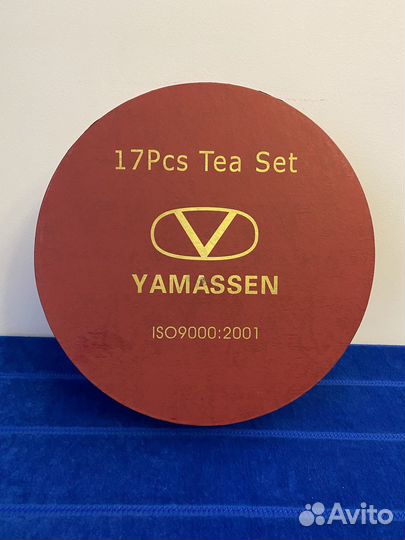 17Pcs Tea Set
YAMASSEN
ISO9000:2001
Avito